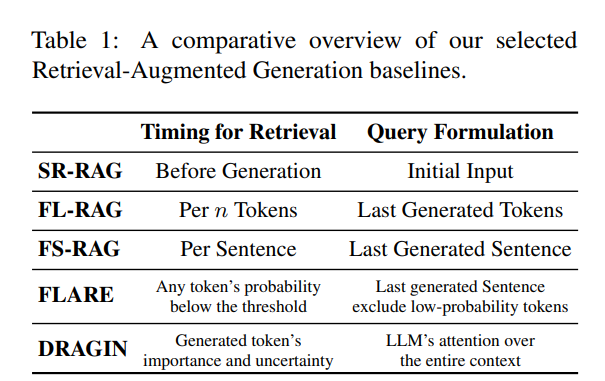 Table 1: A comparative overview of our selected
Retrieval-Augmented Generation baselines.
Timing for Retrieval Query Formulation
SR-RAG Before Generation Initial Input
FL-RAG Per n Tokens Last Generated Tokens
FS-RAG Per Sentence Last Generated Sentence
FLARE Any token's probability below the threshold Last generated Sentence exclude low-probability tokens
DRAGIN Generated token's importance and uncertainty LLM's attention over the entire context